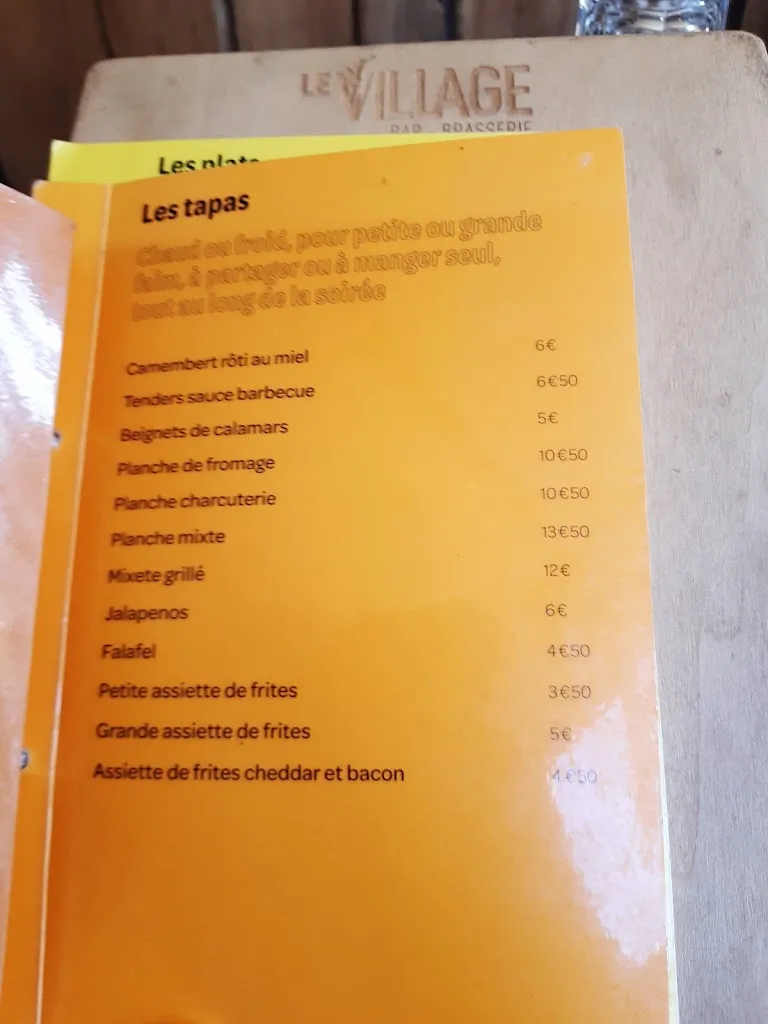 LE VILLAGE
BAR BRASSERIE
Les plats
Les tapas
Chaud ou froid, pour petite ou grande
faim, à partager ou à manger seul,
tout au long de la soirée
Camembert rôti au miel 6€
Tenders sauce barbecue 6€50
Beignets de calamars 5€
Planche de fromage 10€50
Planche charcuterie 10€50
Planche mixte 13€50
Mixete grillé 12€
Jalapenos 6€
Falafel 4€50
Petite assiette de frites 3€50
Grande assiette de frites 5€
Assiette de frites cheddar et bacon 4€50